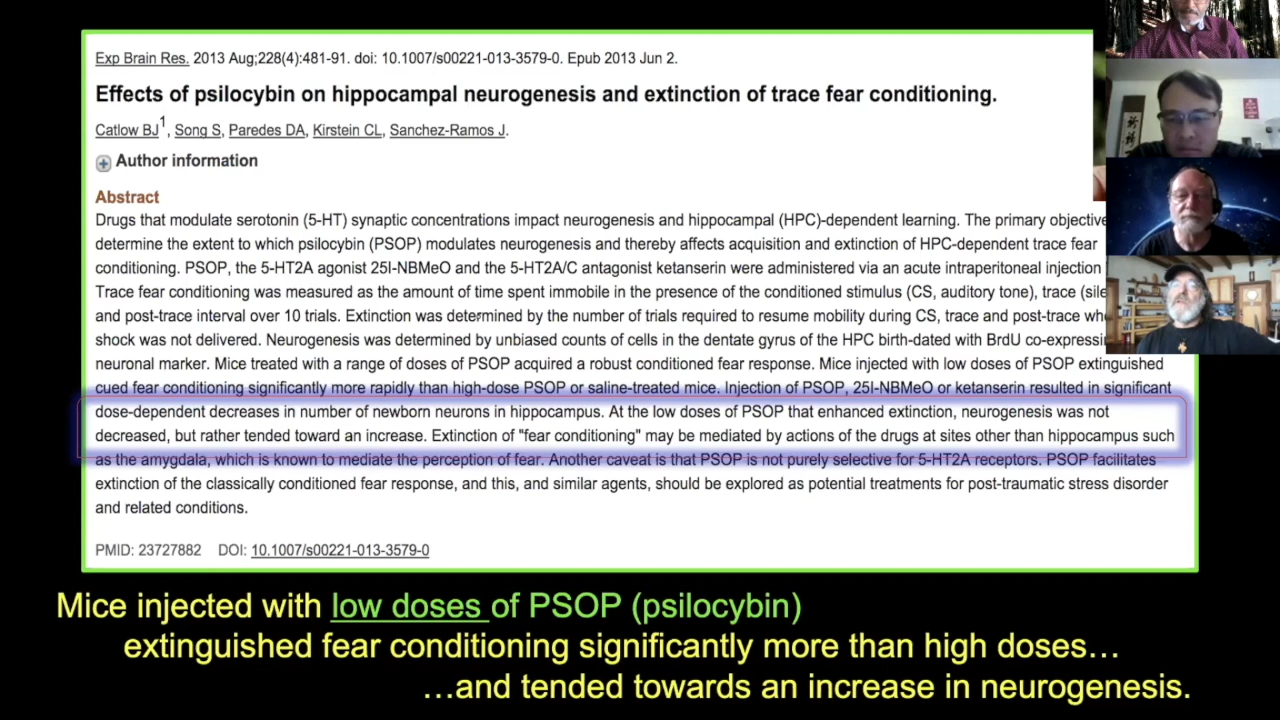 Exp Brain Res. 2013 Aug;228(4):481-91. doi: 10.1007/s00221-013-3579-0. Epub 2013 Jun 2.
Effects of psilocybin on hippocampal neurogenesis and extinction of trace fear conditioning.
Catlow BJ1, Song S, Paredes DA, Kirstein CL, Sanchez-Ramos J.
Author information
Abstract
Drugs that modulate serotonin (5-HT) synaptic concentrations impact neurogenesis and hippocampal (HPC)-dependent learning. The primary objective
determine the extent to which psilocybin (PSOP) modulates neurogenesis and thereby affects acquisition and extinction of HPC-dependent trace fear
conditioning. PSOP, the 5-HT2A agonist 25I-NBMeO and the 5-HT2A/C antagonist ketanserin were administered via an acute intraperitoneal injection
Trace fear conditioning was measured as the amount of time spent immobile in the presence of the conditioned stimulus (CS, auditory tone), trace
and post-trace interval over 10 trials. Extinction was determined by the number of trials required to resume mobility during CS, trace and post-trace
shock was not delivered. Neurogenesis was determined by unbiased counts of cells in the dentate gyrus of the HPC birth-dated with BrdU
neuronal marker. Mice treated with a range of doses of PSOP acquired a robust conditioned fear response. Mice injected with low doses of PSOP extinguished
cued fear conditioning significantly more rapidly than high-dose PSOP or saline-treated mice. Injection of PSOP, 25I-NBMeO or ketanserin resulted in significant
dose-dependent decreases in number of newborn neurons in hippocampus. At the low doses of PSOP that enhanced extinction, neurogenesis was not
decreased, but rather tended toward an increase. Extinction of "fear conditioning" may be mediated by actions of the drugs at sites other than hippocampus such
as the amygdala, which is known to mediate the perception of fear. Another caveat is that PSOP is not purely selective for 5-HT2A receptors. PSOP facilitates
extinction of the classically conditioned fear response, and this, and similar agents, should be explored as potential treatments for post-traumatic stress disorder
and related conditions.
PMID: 23727882 DOI: 10.1007/s00221-013-3579-0
Mice injected with low doses of PSOP (psilocybin)
extinguished fear conditioning significantly more than high doses…
…and tended towards an increase in neurogenesis.